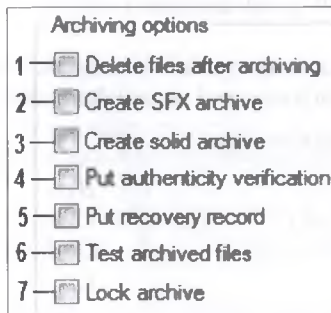 Archiving options
1 Delete files after archiving
2 Create SFX archive
3 Create solid archive
4 Put authenticity verification
5 Put recovery record
6 Test archived files
7 Lock archive